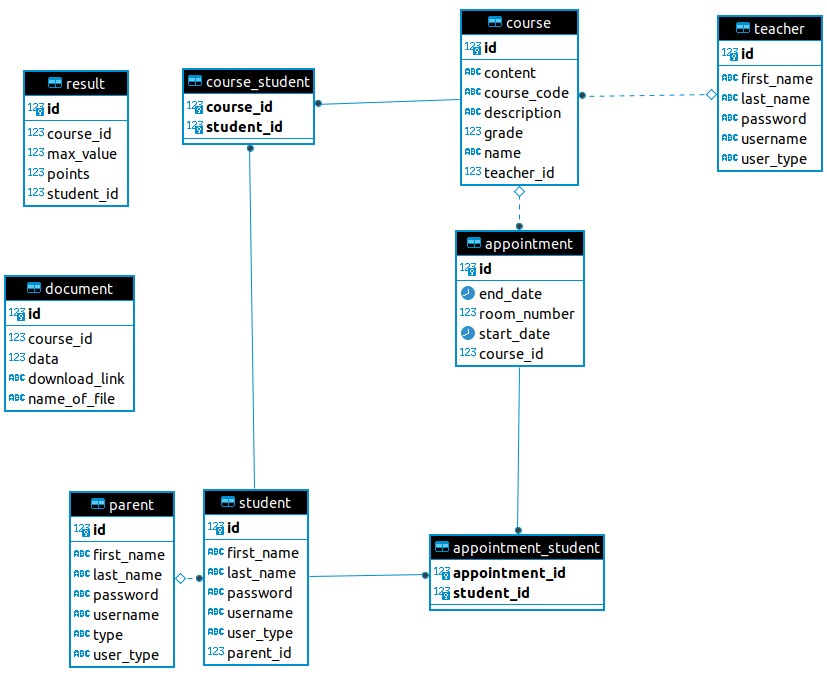 course
123 id
ABC content
ABC course_code
ABC description
123 grade
ABC name
123 teacher_id
teacher
123 id
ABC first_name
ABC last_name
ABC password
ABC username
ABC user_type
result
123 id
123 course_id
123 max_value
123 points
123 student_id
course_student
123 course_id
123 student_id
appointment
123 id
end_date
123 room_number
start_date
123 course_id
document
123 id
123 course_id
123 data
ABC download_link
ABC name_of_file
parent
123 id
ABC first_name
ABC last_name
ABC password
ABC username
ABC type
ABC user_type
student
123 id
ABC first_name
ABC last_name
ABC password
ABC username
ABC user_type
123 parent_id
appointment_student
123 appointment_id
123 student_id